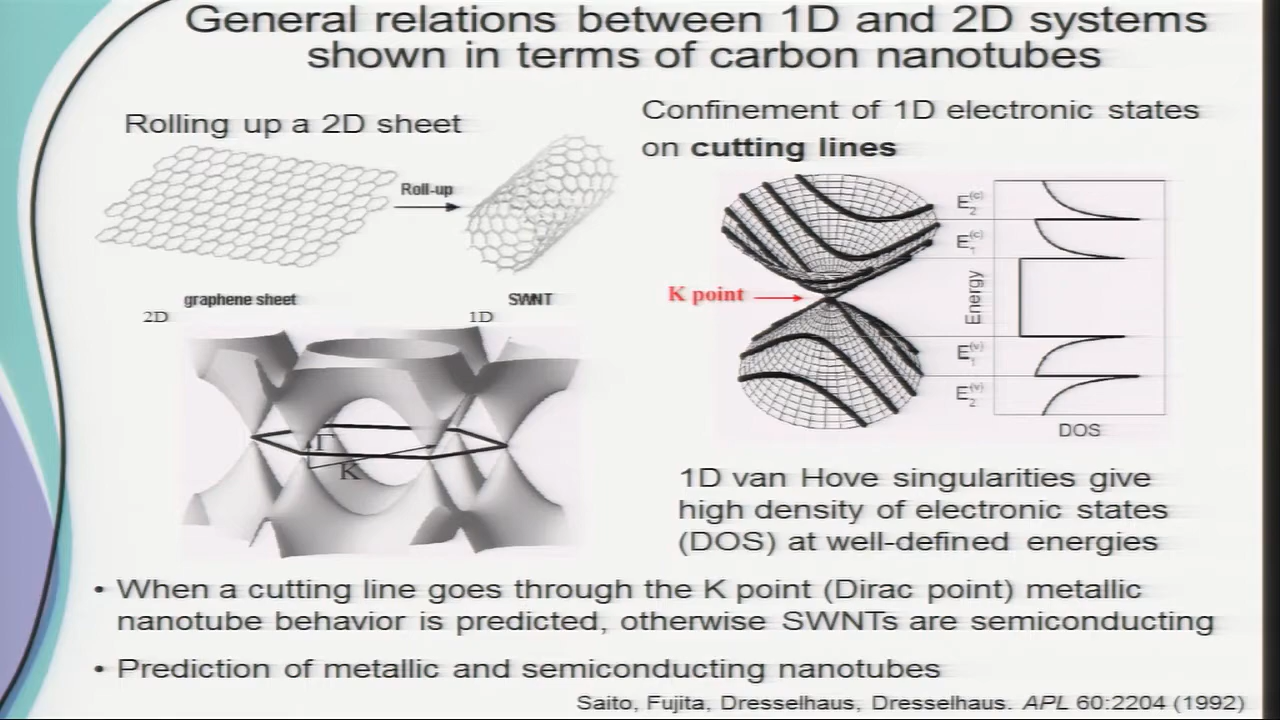 General relations between 1D and 2D systems
shown in terms of carbon nanotubes
Rolling up a 2D sheet
Roll-up
graphene sheet
SWNT
2D
1D
Γ
K
Confinement of 1D electronic states
on cutting lines
K point
E2(c)
E1(c)
Energy
E1(v)
E2(v)
DOS
1D van Hove singularities give
high density of electronic states
(DOS) at well-defined energies
• When a cutting line goes through the K point (Dirac point) metallic
nanotube behavior is predicted, otherwise SWNTs are semiconducting
• Prediction of metallic and semiconducting nanotubes
Saito, Fujita, Dresselhaus, Dresselhaus. APL 60:2204 (1992)